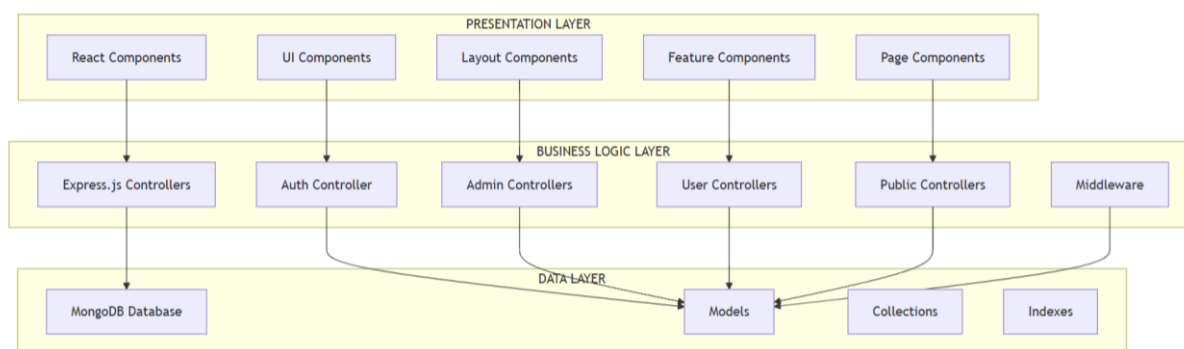 PRESENTATION LAYER
React Components
UI Components
Layout Components
Feature Components
Page Components
BUSINESS LOGIC LAYER
Express.js Controllers
Auth Controller
Admin Controllers
User Controllers
Public Controllers
Middleware
DATA LAYER
MongoDB Database
Models
Collections
Indexes